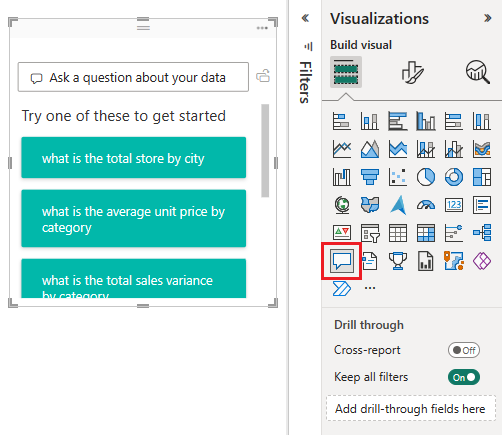 Ask a question about your data
Try one of these to get started
what is the total store by city
what is the average unit price by
category
what is the total sales variance
by category
Filters
Visualizations
Build visual
123
Drill through
Cross-report
Off
Keep all filters
On
Add drill-through fields here